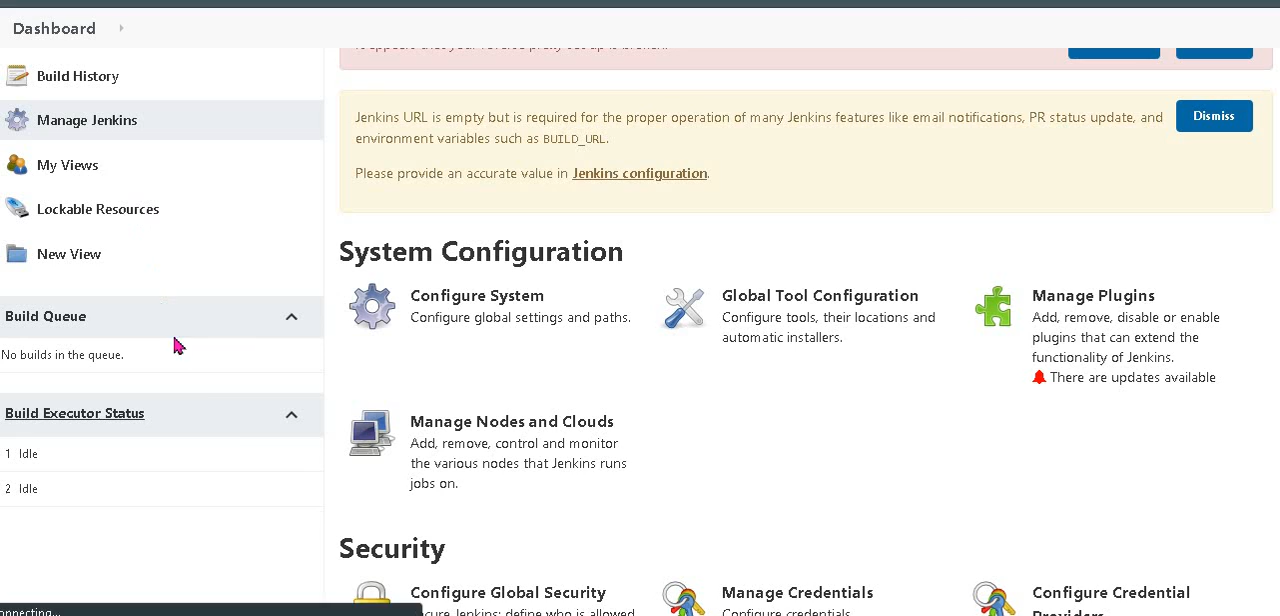 Dashboard
Build History
Manage Jenkins
My Views
Lockable Resources
New View
Build Queue
No builds in the queue.
Build Executor Status
1 Idle
2 Idle
Jenkins URL is empty but is required for the proper operation of many Jenkins features like email notifications, PR status update, and
environment variables such as BUILD_URL.
Dismiss
Please provide an accurate value in Jenkins configuration.
System Configuration
Configure System
Configure global settings and paths.
Global Tool Configuration
Configure tools, their locations and
automatic installers.
Manage Plugins
Add, remove, disable or enable
plugins that can extend the
functionality of Jenkins.
There are updates available
Manage Nodes and Clouds
Add, remove, control and monitor
the various nodes that Jenkins runs
jobs on.
Security
Configure Global Security
Jenkins; define who is allowed
Manage Credentials
Configure credentials
Configure Credential
Providers